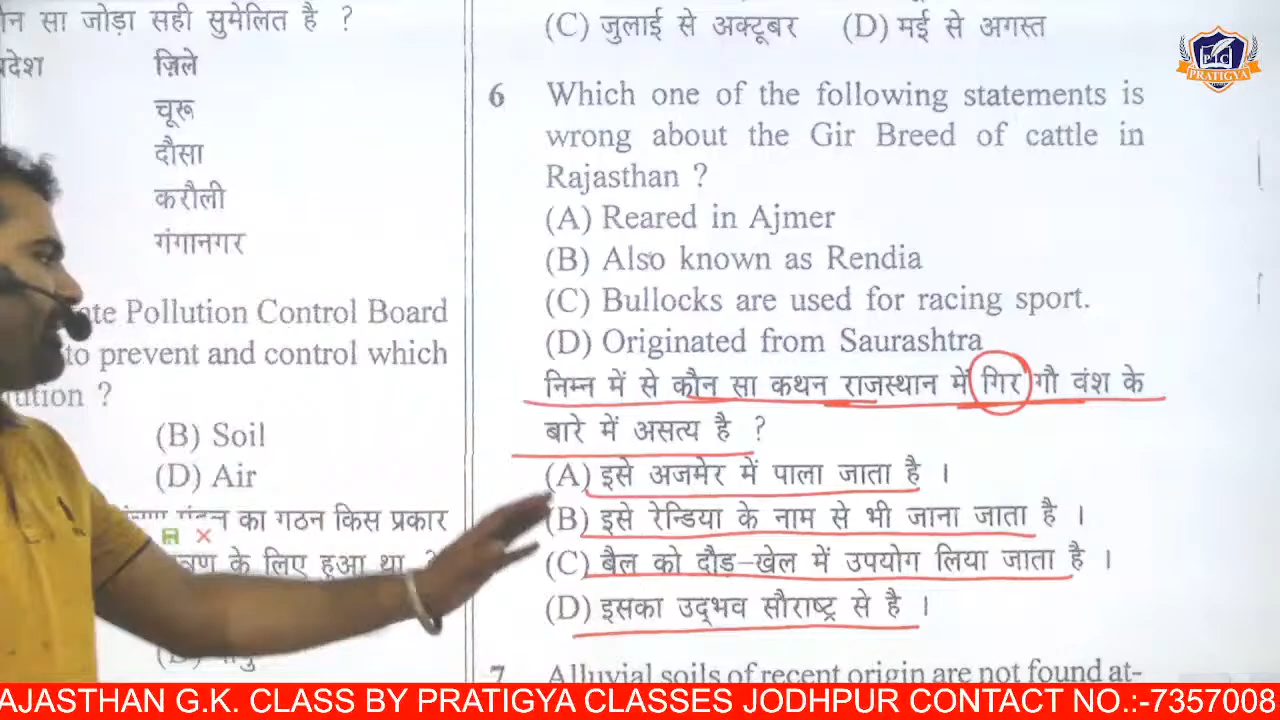 सा जोड़ा सही सुमेलित है ?
ज़िले
चूरू
दौसा
करौली
गंगानगर
Pollution Control Board
to prevent and control which
?
(B) Soil
(D) Air
का गठन किस प्रकार
के लिए हुआ था
(C) जुलाई से अक्टूबर (D) मई से अगस्त
6 Which one of the following statements is
wrong about the Gir Breed of cattle in
Rajasthan ?
(A) Reared in Ajmer
(B) Also known as Rendia
(C) Bullocks are used for racing sport.
(D) Originated from Saurashtra
निम्न में से कौन सा कथन राजस्थान में गिर गौ वंश के
बारे में असत्य है ?
(A) इसे अजमेर में पाला जाता है ।
(B) इसे रेन्डिया के नाम से भी जाना जाता है ।
(C) बैल को दौड़-खेल में उपयोग लिया जाता है ।
(D) इसका उद्भव सौराष्ट्र से है ।
7 Alluvial soils of recent origin are not found at-
PTC
PRATIGYA
AJASTHAN G.K. CLASS BY PRATIGYA CLASSES JODHPUR CONTACT NO.:-7357008